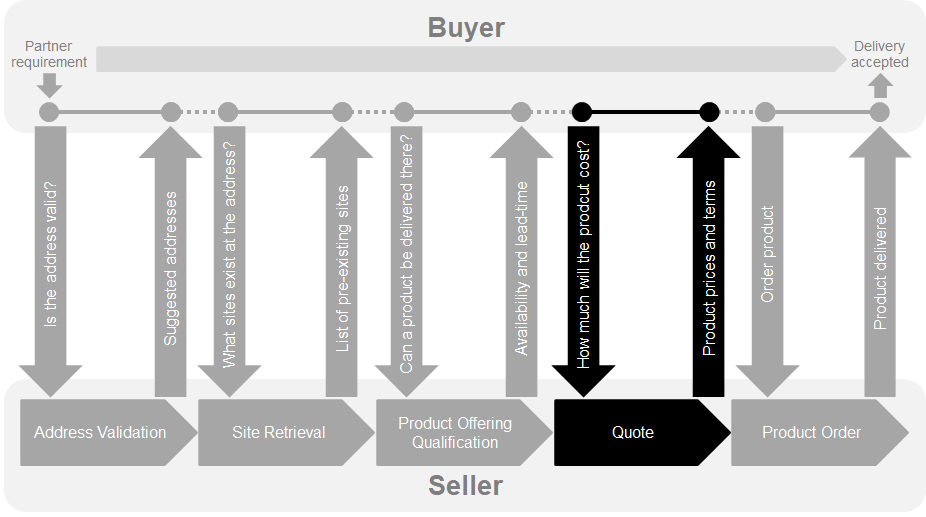 Buyer
Partner
requirement
Delivery
accepted
Is the address valid?
Suggested addresses
What sites exist at the address?
List of pre-existing sites
Can a product be delivered there?
Availability and lead-time
How much will the prodcut cost?
Product prices and terms
Order product
Product delivered
Address Validation
Site Retrieval
Product Offering
Qualification
Quote
Product Order
Seller